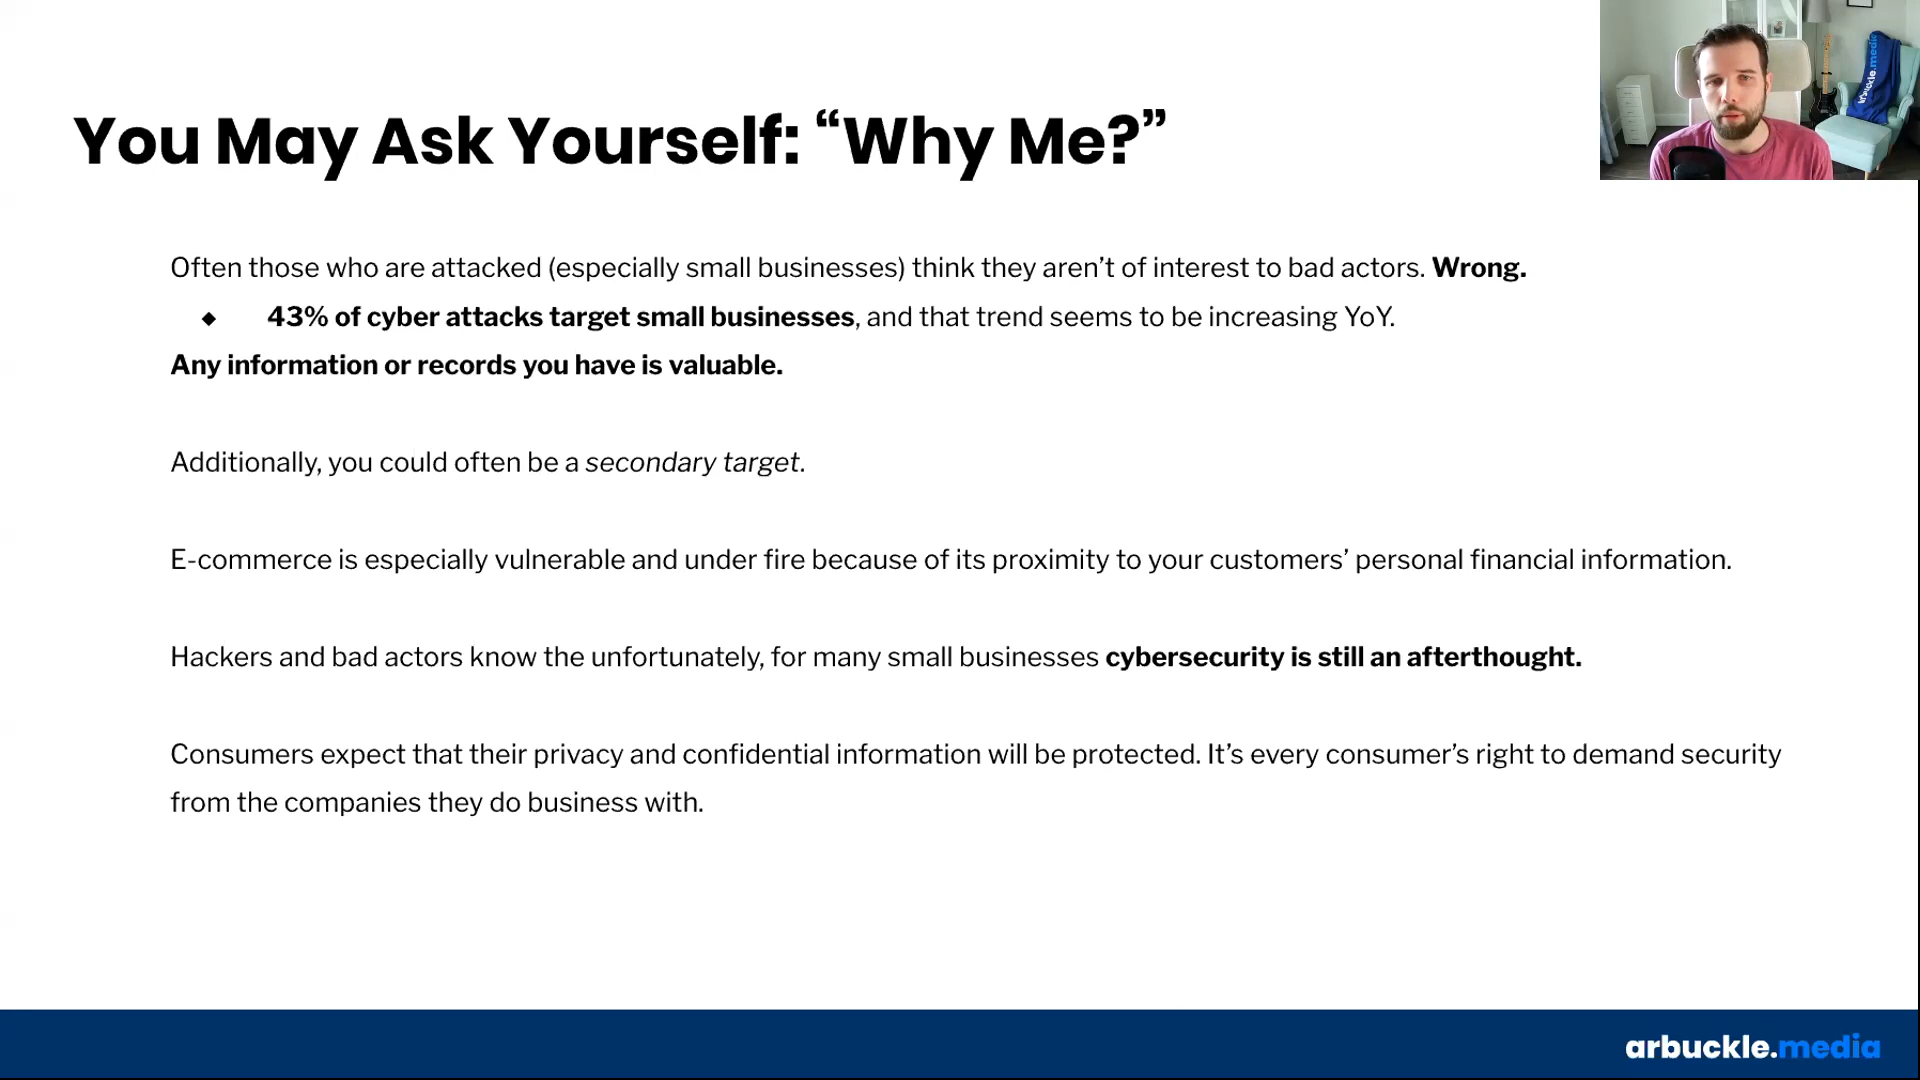 You May Ask Yourself: “Why Me?”
Often those who are attacked (especially small businesses) think they aren’t of interest to bad actors. Wrong.
◆ 43% of cyber attacks target small businesses, and that trend seems to be increasing YoY.
Any information or records you have is valuable.
Additionally, you could often be a secondary target.
E-commerce is especially vulnerable and under fire because of its proximity to your customers’ personal financial information.
Hackers and bad actors know the unfortunately, for many small businesses cybersecurity is still an afterthought.
Consumers expect that their privacy and confidential information will be protected. It’s every consumer’s right to demand security
from the companies they do business with.
arbuckle.media
arbuckle.media